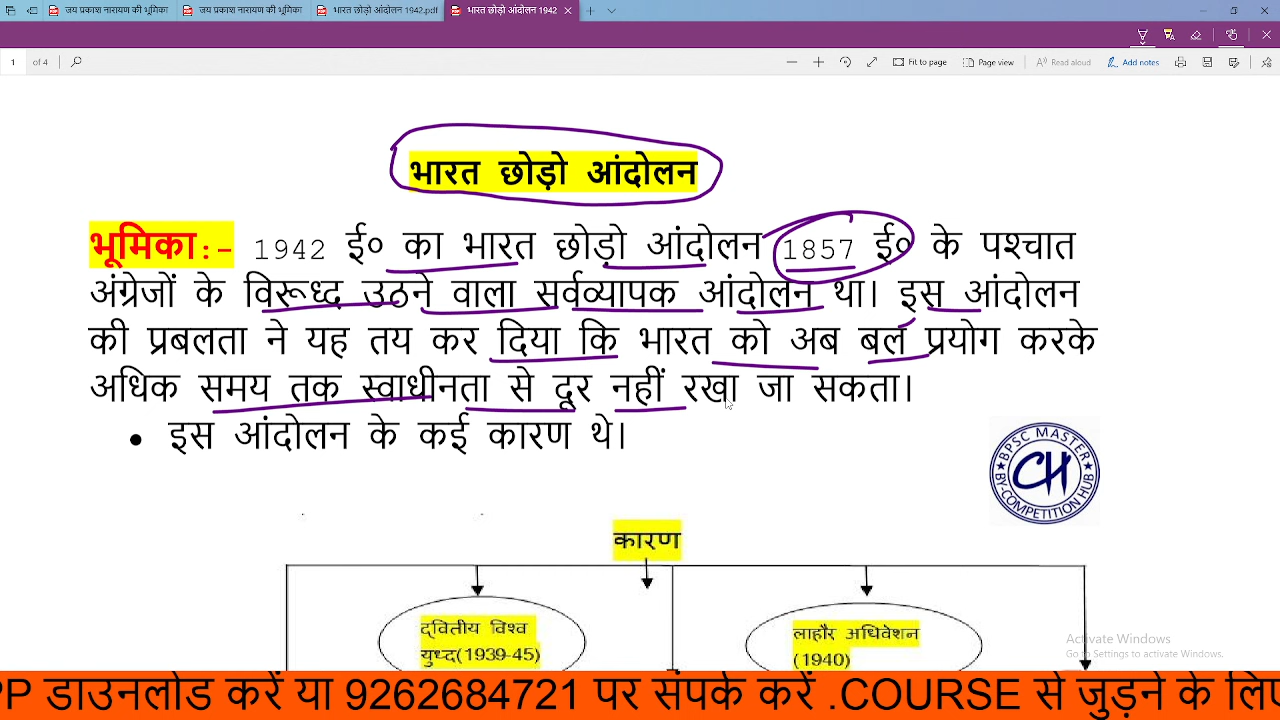 जय प्रकाश नारायण की भूमिका
जय प्रकाश नारायण की भूमिका
भारत छोड़ो आंदोलन 1942.pdf
भारत छोड़ो आंदोलन 1942
1 of 4
Fit to page
Page view
Read aloud
Add notes
भारत छोड़ो आंदोलन
भूमिका:- 1942 ई० का भारत छोड़ो आंदोलन 1857 ई० के पश्चात
अंग्रेजों के विरूध्द उठने वाला सर्वव्यापक आंदोलन था। इस आंदोलन
की प्रबलता ने यह तय कर दिया कि भारत को अब बल प्रयोग करके
अधिक समय तक स्वाधीनता से दूर नहीं रखा जा सकता।
• इस आंदोलन के कई कारण थे।
BPSC MASTER
CH
BY-COMPETITION HUB
कारण
द्वितीय विश्व
युध्द(1939-45)
लाहौर अधिवेशन
(1940)
Activate Windows
Go to Settings to activate Windows.
PP डाउनलोड करें या 9262684721 पर संपर्क करें .COURSE से जुड़ने के लिए